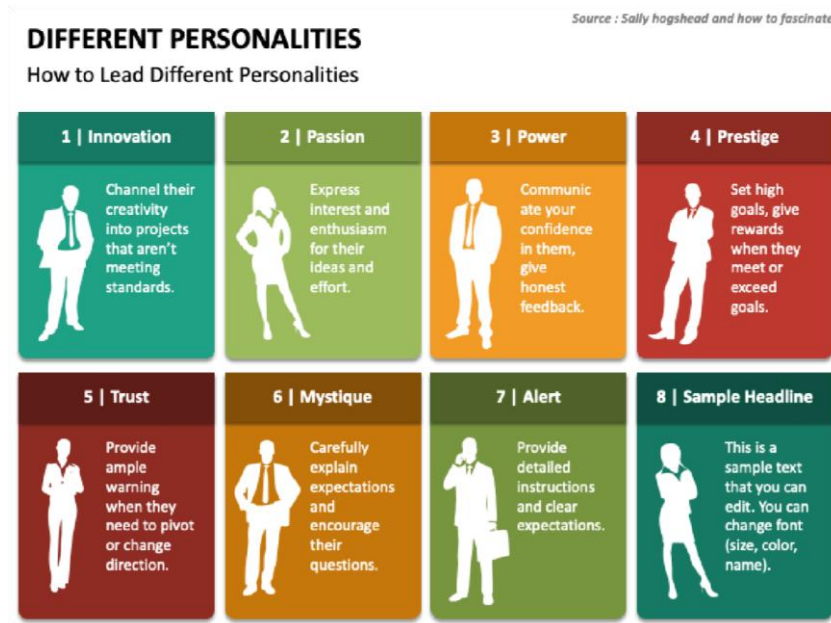 Source : Sally hogshead and how to fascinate
DIFFERENT PERSONALITIES
How to Lead Different Personalities
1 | Innovation
Channel their
creativity
into projects
that aren't
meeting
standards.
2 | Passion
Express
interest and
enthusiasm
for their
ideas and
effort.
3 | Power
Communic
ate your
confidence
in them,
give
honest
feedback.
4 | Prestige
Set high
goals, give
rewards
when they
meet or
exceed
goals.
5 | Trust
Provide
ample
warning
when they
need to pivot
or change
direction.
6 | Mystique
Carefully
explain
expectations
and
encourage
their
questions.
7 | Alert
Provide
detailed
instructions
and clear
expectations.
8 | Sample Headline
This is a
sample text
that you can
edit. You can
change font
(size, color,
name).